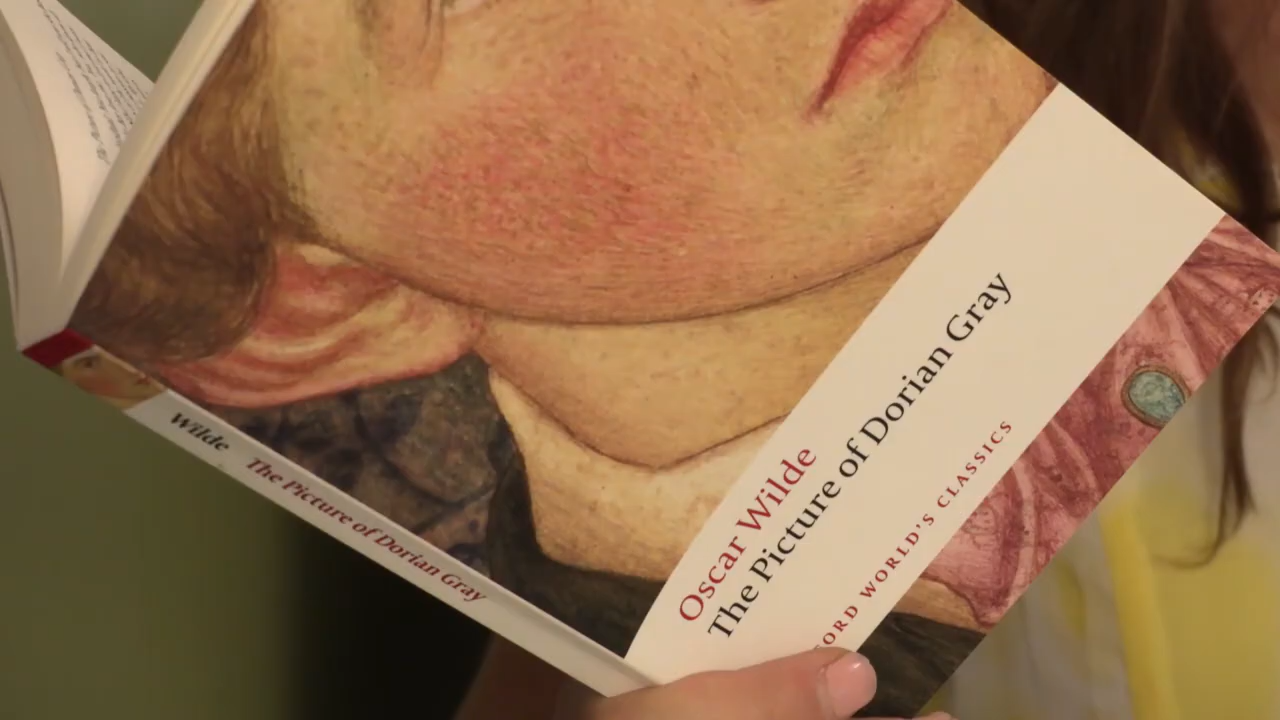 Oscar Wilde
The Picture of Dorian Gray
FORD WORLD'S CLASSICS
Wilde The Picture of Dorian Gray